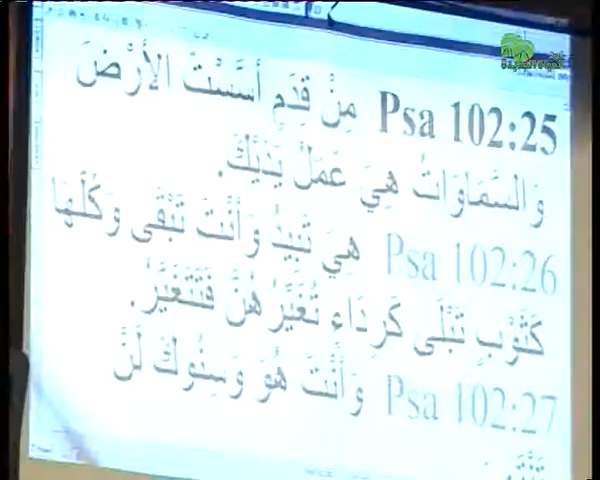 Psa 102:25 مِنْ قِدَمٍ أَسَّسْتَ الأَرْضَ
وَالسَّمَاوَاتُ هِيَ عَمَلُ يَدَيْكَ.
Psa 102:26 هِيَ تَبِيدُ وَأَنْتَ تَبْقَى وَكُلُّهَا
كَثَوْبٍ تَبْلَى كَرِدَاءٍ تُغَيِّرُهُنَّ فَتَتَغَيَّرُ.
Psa 102:27 وَأَنْتَ هُوَ وَسِنُوكَ لَنْ